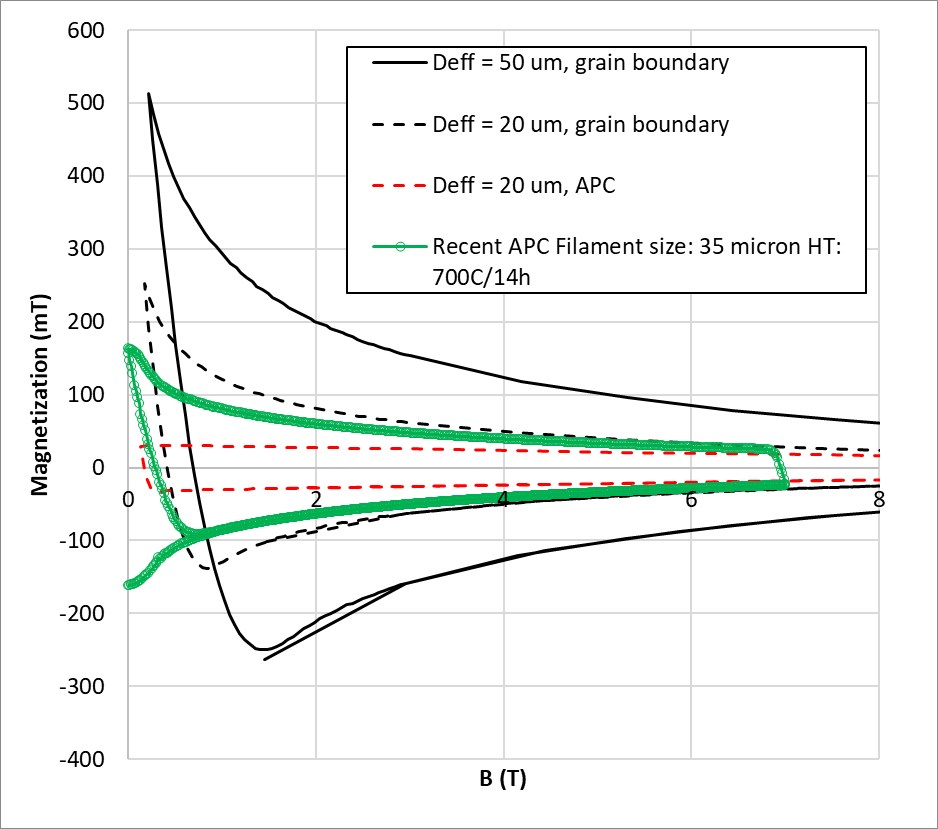 600
500
400
300
200
100
0
-100
-200
-300
-400
Magnetization (mT)
Deff = 50 um, grain boundary
Deff = 20 um, grain boundary
Deff = 20 um, APC
Recent APC Filament size: 35 micron HT:
700C/14h
0 2 4 6 8
B (T)